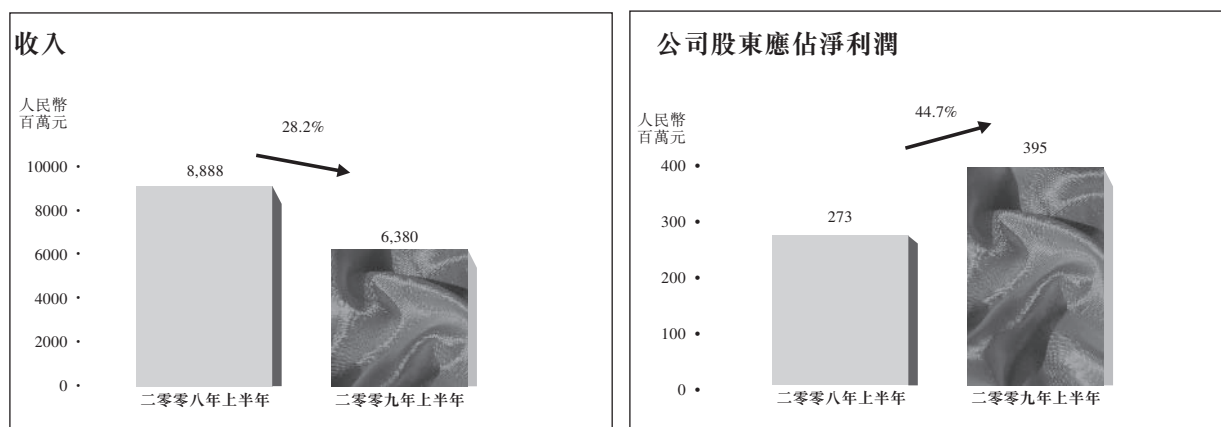 收入
人民幣
百萬元
28.2%
10000
8,888
8000
6,380
6000
4000
2000
0
二零零八年上半年
二零零九年上半年
公司股東應佔淨利潤
人民幣
百萬元
44.7%
395
400
273
300
200
100
0
二零零八年上半年
二零零九年上半年